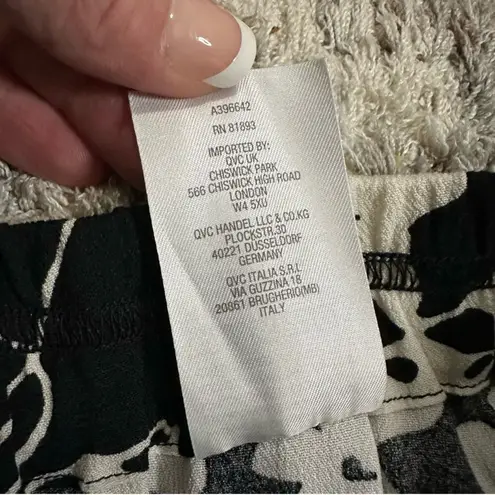 A396642
RN 81893
IMPORTED BY:
QVC UK
CHISWICK PARK
566 CHISWICK HIGH ROAD
LONDON
W4 5XU
QVC HANDEL LLC & CO.KG
PLOCKSTR.30
40221 DÜSSELDORF
GERMANY
QVC ITALIA S.R.L
VIA GUZZINA 18
20861 BRUGHERIO(MB)
ITALY